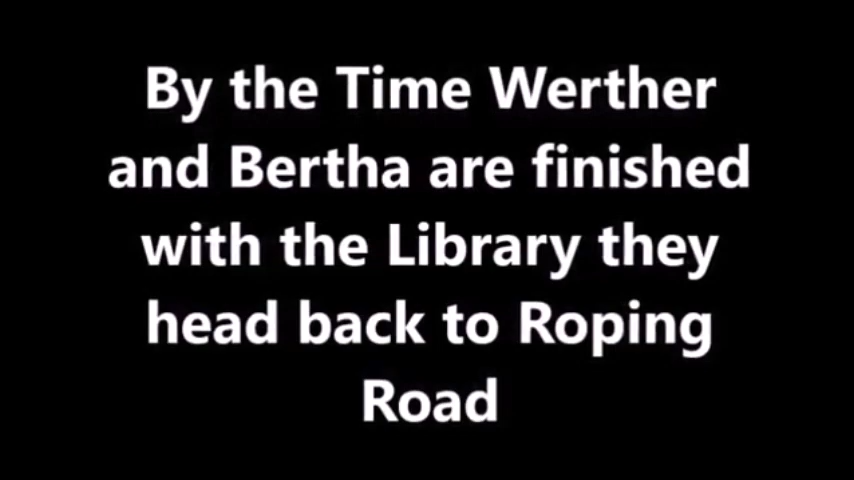 By the Time Werther
and Bertha are finished
with the Library they
head back to Roping
Road